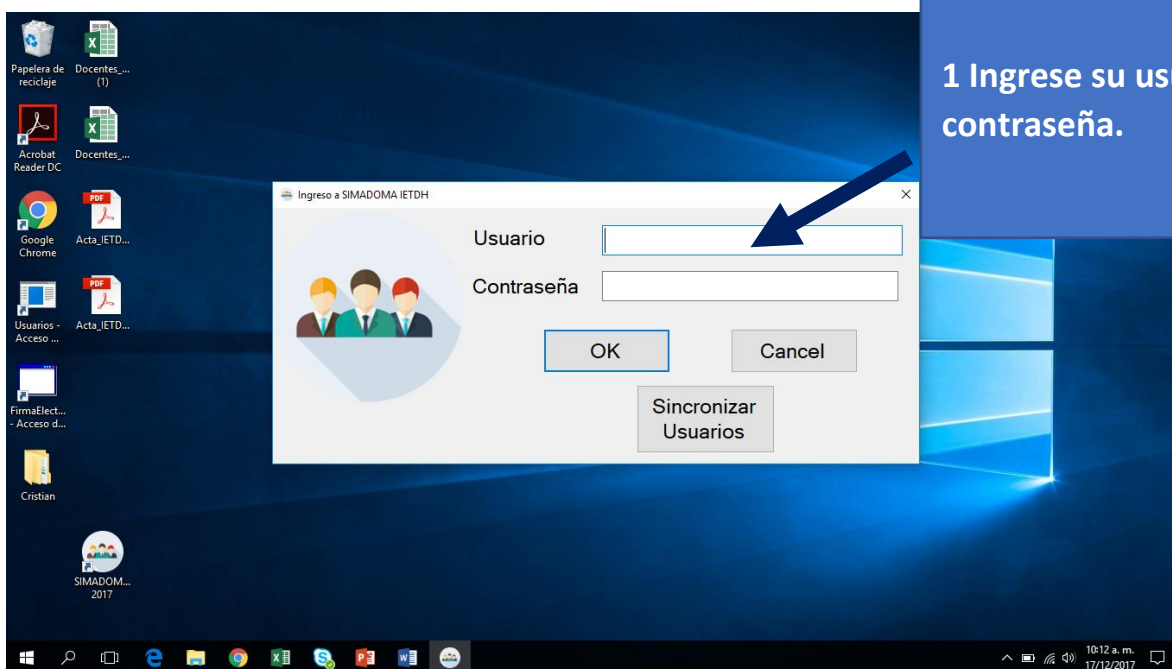 1 Ingrese su
contraseña.
Papelera de
reciclaje
Docentes_...
(1)
Acrobat
Reader DC
Docentes_...
Google
Chrome
Acta_IETD...
Usuarios -
Acceso ...
Acta_IETD...
FirmaElect...
- Acceso d...
Cristian
SIMADOM...
2017
Ingreso a SIMADOMA IETDH
Usuario
Contraseña
OK
Cancel
Sincronizar
Usuarios
PDF
PDF
10:12 a. m.
17/12/2017